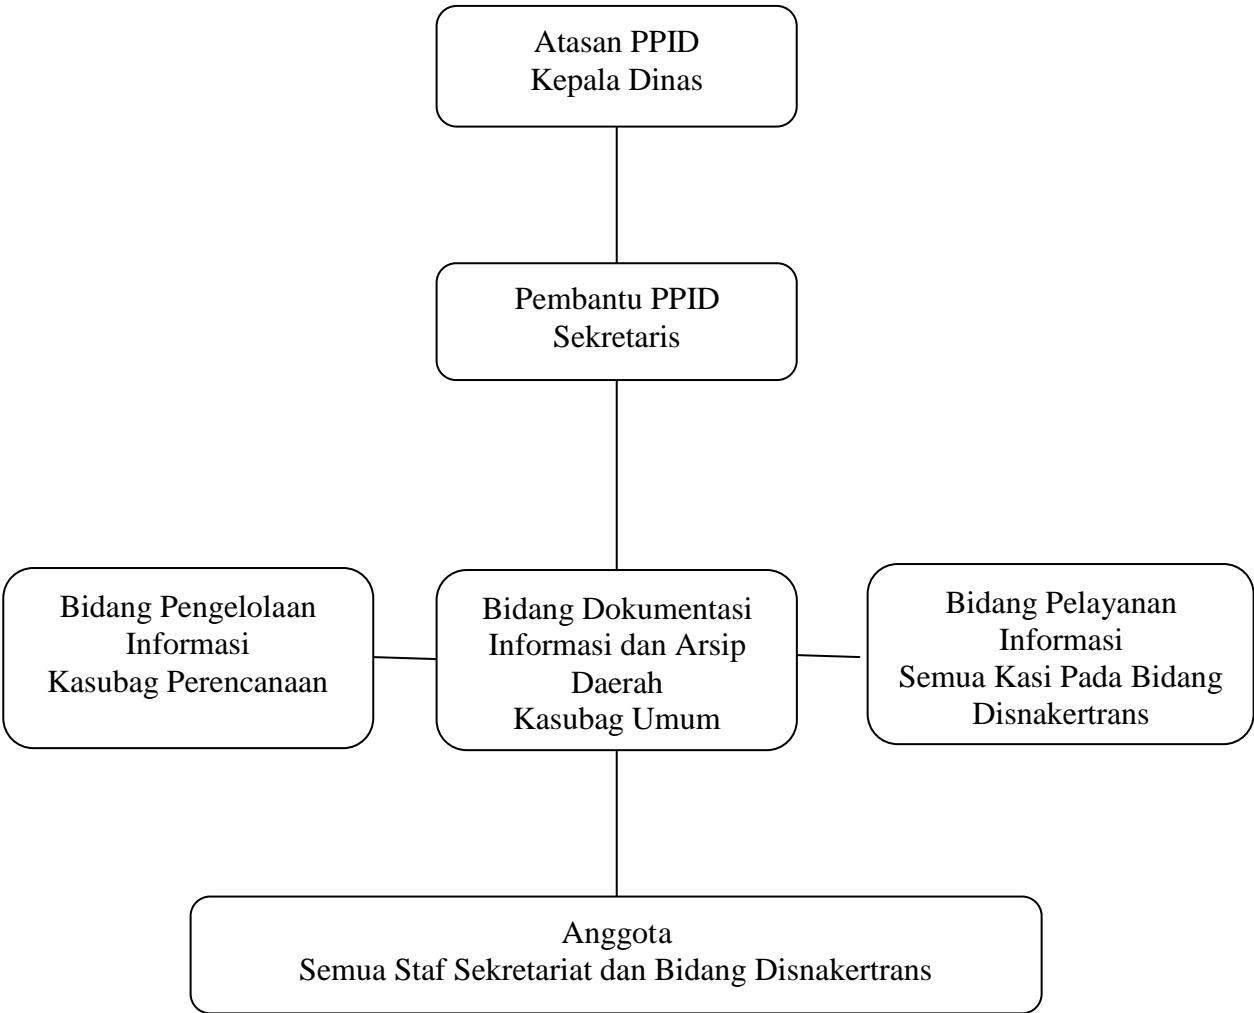 Atasan PPID
Kepala Dinas
Pembantu PPID
Sekretaris
Bidang Pengelolaan
Informasi
Kasubag Perencanaan
Bidang Dokumentasi
Informasi dan Arsip
Daerah
Kasubag Umum
Bidang Pelayanan
Informasi
Semua Kasi Pada Bidang
Disnakertrans
Anggota
Semua Staf Sekretariat dan Bidang Disnakertrans